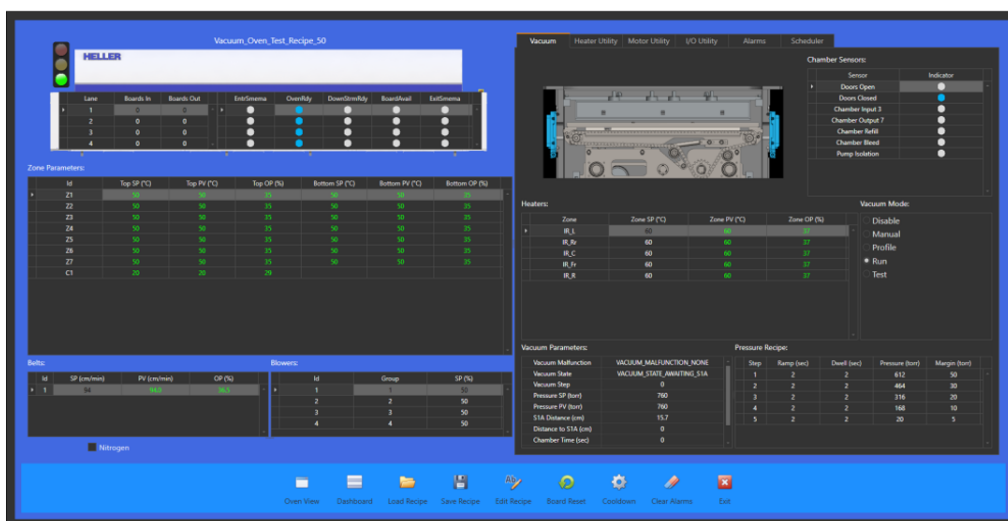 Vacuum_Oven_Test_Recipe_50
HELLER
Lane Boards In Boards Out EntrSmema OvenRdy DownStrmRdy BoardAvail ExitSmema
1 0 0
2 0 0
3 0 0
4 0 0
Zone Parameters:
Id Top SP (°C) Top PV (°C) Top OP (%) Bottom SP (°C) Bottom PV (°C) Bottom OP (%)
Z1 50 50 35 50 50 35
Z2 50 50 35 50 50 35
Z3 50 50 35 50 50 35
Z4 50 50 35 50 50 35
Z5 50 50 35 50 50 35
Z6 50 50 35 50 50 35
Z7 50 50 35 50 50 35
C1 20 20 29
Belts:
Id SP (cm/min) PV (cm/min) OP (%)
1 94 94.0 36.5
Nitrogen
Blowers:
Id Group SP (%)
1 1 50
2 2 50
3 3 50
4 4 50
Vacuum Heater Utility Motor Utility I/O Utility Alarms Scheduler
Chamber Sensors:
Sensor Indicator
Doors Open
Doors Closed
Chamber Input 3
Chamber Output 7
Chamber Refill
Chamber Bleed
Pump Isolation
Heaters:
Zone Zone SP (°C) Zone PV (°C) Zone OP (%)
IR_L 60 60 37
IR_Rr 60 60 37
IR_C 60 60 37
IR_Fr 60 60 37
IR_R 60 60 37
Vacuum Mode:
Disable
Manual
Profile
Run
Test
Vacuum Parameters:
Vacuum Malfunction VACUUM_MALFUNCTION_NONE
Vacuum State VACUUM_STATE_AWAITING_S1A
Vacuum Step 0
Pressure SP (torr) 760
Pressure PV (torr) 760
S1A Distance (cm) 15.7
Distance to S1A (cm) 0
Chamber Time (sec) 0
Pressure Recipe:
Step Ramp (sec) Dwell (sec) Pressure (torr) Margin (torr)
1 2 2 612 50
2 2 2 464 30
3 2 2 316 20
4 2 2 168 10
5 2 2 20 5
Oven View Dashboard Load Recipe Save Recipe Edit Recipe Board Reset Cooldown Clear Alarms Exit